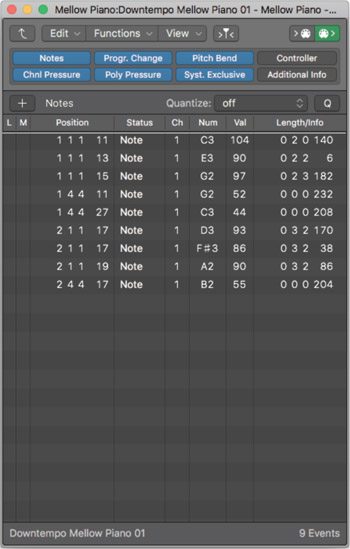 Mellow Piano:Downtempo Mellow Piano 01 - Mellow Piano -...
Edit Functions View
Notes Progr. Change Pitch Bend Controller
Chnl Pressure Poly Pressure Syst. Exclusive Additional Info
+ Notes Quantize: off Q
L M Position Status Ch Num Val Length/Info
1 1 1 11 Note 1 C3 104 0 2 0 140
1 1 1 13 Note 1 E3 90 0 2 2 6
1 1 1 15 Note 1 G2 97 0 2 3 182
1 4 4 11 Note 1 G2 52 0 0 0 232
1 4 4 27 Note 1 C3 44 0 0 0 208
2 1 1 17 Note 1 D3 93 0 3 2 170
2 1 1 17 Note 1 F♯3 86 0 3 2 38
2 1 1 19 Note 1 A2 90 0 3 2 86
2 4 4 17 Note 1 B2 55 0 0 0 204
Downtempo Mellow Piano 01 9 Events